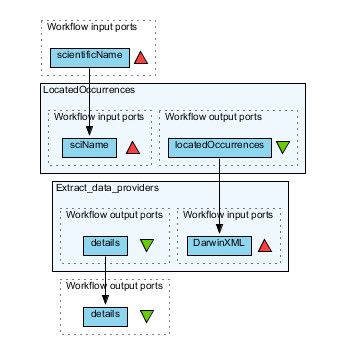 Workflow input ports
scientificName
LocatedOccurrences
Workflow input ports
Workflow output ports
sciName
locatedOccurrences
Extract_data_providers
Workflow output ports
Workflow input ports
details
DarwinXML
Workflow output ports
details